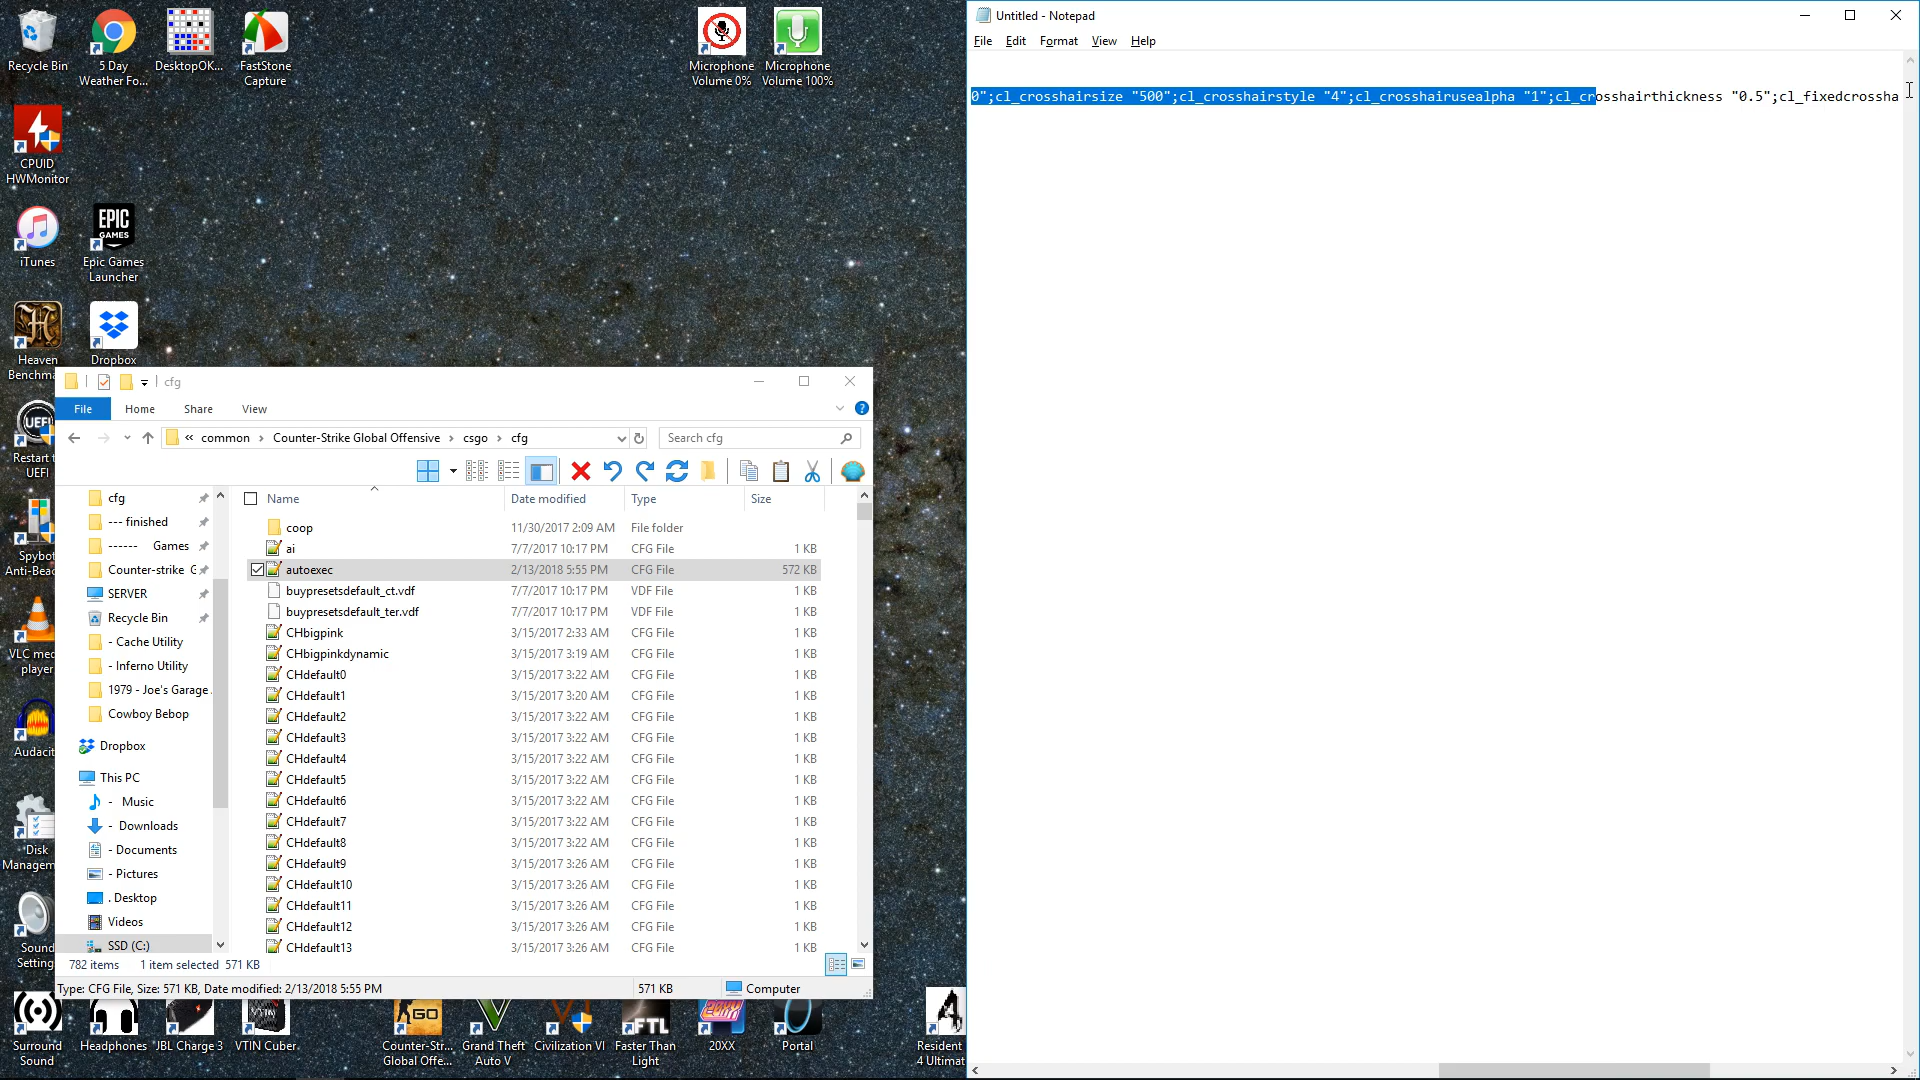 Recycle Bin
5 Day
Weather Fo...
DesktopOK...
FastStone
Capture
Microphone
Volume 0%
Microphone
Volume 100%
CPUID
HWMonitor
iTunes
EPIC
GAMES
Epic Games
Launcher
Heaven
Benchma
Dropbox
UEFI
Restart t
UEFI
Spybot
Anti-Beac
VLC med
player
Audacit
Disk
Managem
Sound
Setting
cfg
File
Home
Share
View
« common › Counter-Strike Global Offensive › csgo › cfg
Search cfg
cfg
--- finished
------ Games
Counter-strike G
SERVER
Recycle Bin
- Cache Utility
- Inferno Utility
1979 - Joe's Garage
Cowboy Bebop
Dropbox
This PC
- Music
- Downloads
- Documents
- Pictures
. Desktop
Videos
SSD (C:)
Name Date modified Type Size
coop 11/30/2017 2:09 AM File folder
ai 7/7/2017 10:17 PM CFG File 1 KB
autoexec 2/13/2018 5:55 PM CFG File 572 KB
buypresetsdefault_ct.vdf 7/7/2017 10:17 PM VDF File 1 KB
buypresetsdefault_ter.vdf 7/7/2017 10:17 PM VDF File 1 KB
CHbigpink 3/15/2017 2:33 AM CFG File 1 KB
CHbigpinkdynamic 3/15/2017 3:19 AM CFG File 1 KB
CHdefault0 3/15/2017 3:22 AM CFG File 1 KB
CHdefault1 3/15/2017 3:20 AM CFG File 1 KB
CHdefault2 3/15/2017 3:22 AM CFG File 1 KB
CHdefault3 3/15/2017 3:22 AM CFG File 1 KB
CHdefault4 3/15/2017 3:22 AM CFG File 1 KB
CHdefault5 3/15/2017 3:22 AM CFG File 1 KB
CHdefault6 3/15/2017 3:22 AM CFG File 1 KB
CHdefault7 3/15/2017 3:22 AM CFG File 1 KB
CHdefault8 3/15/2017 3:22 AM CFG File 1 KB
CHdefault9 3/15/2017 3:26 AM CFG File 1 KB
CHdefault10 3/15/2017 3:26 AM CFG File 1 KB
CHdefault11 3/15/2017 3:26 AM CFG File 1 KB
CHdefault12 3/15/2017 3:26 AM CFG File 1 KB
CHdefault13 3/15/2017 3:26 AM CFG File 1 KB
782 items 1 item selected 571 KB
Type: CFG File, Size: 571 KB, Date modified: 2/13/2018 5:55 PM 571 KB Computer
Surround
Sound
Headphones
JBL Charge 3
VTIN Cuber
GO
Counter-Str...
Global Offe...
V
Grand Theft
Auto V
VI
Civilization VI
FTL
Faster Than
Light
20XX
20XX
Portal
4
Resident
4 Ultimat
Untitled - Notepad
File Edit Format View Help
0";cl_crosshairsize "500";cl_crosshairstyle "4";cl_crosshairusealpha "1";cl_crosshairthickness "0.5";cl_fixedcrossha